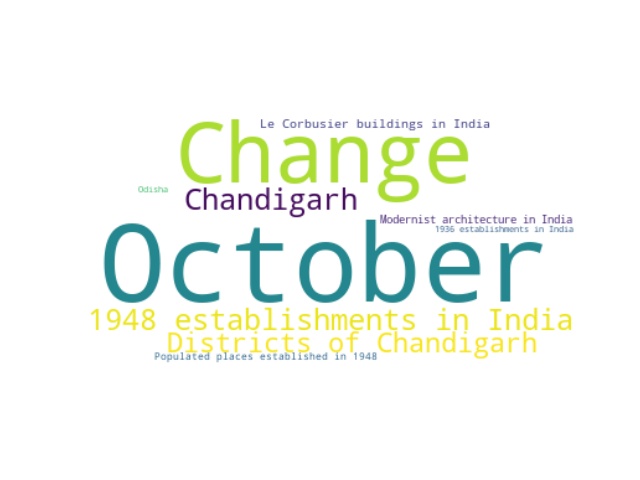 Le Corbusier buildings in India
Change
Odisha
Chandigarh
Modernist architecture in India
1936 establishments in India
October
1948 establishments in India
Districts of Chandigarh
Populated places established in 1948